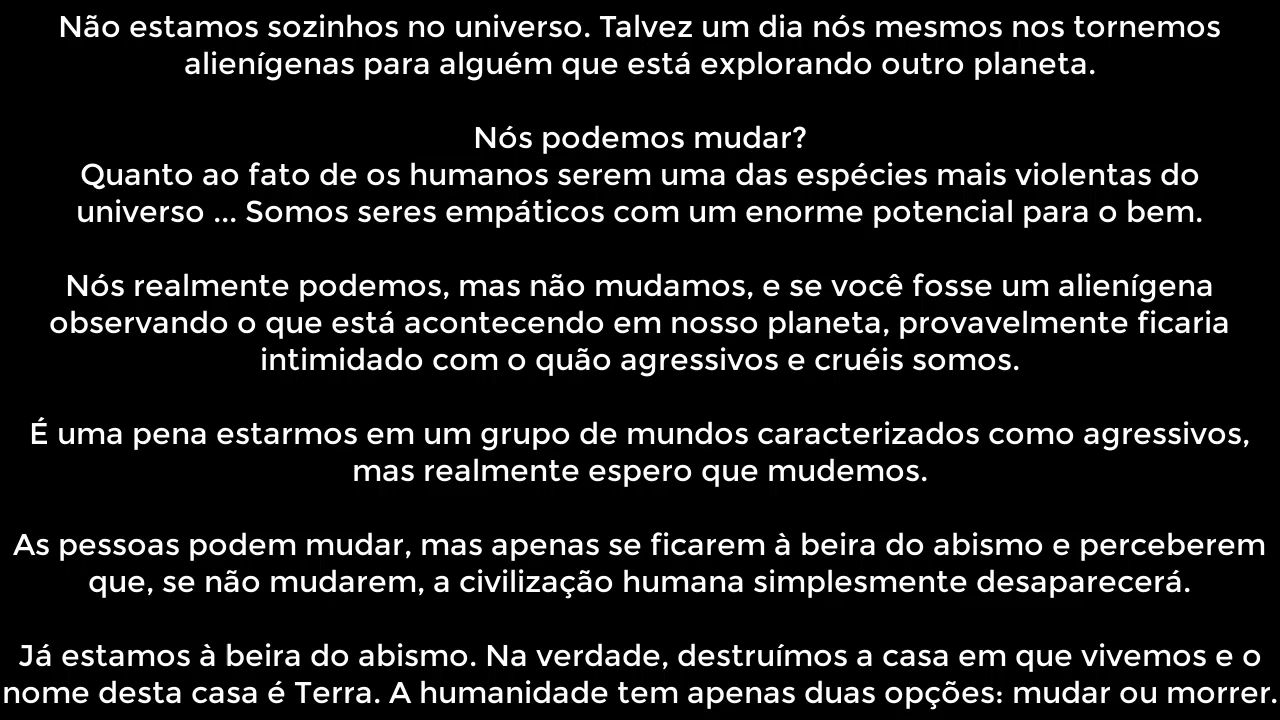 Não estamos sozinhos no universo. Talvez um dia nós mesmos nos tornemos
alienígenas para alguém que está explorando outro planeta.
Nós podemos mudar?
Quanto ao fato de os humanos serem uma das espécies mais violentas do
universo ... Somos seres empáticos com um enorme potencial para o bem.
Nós realmente podemos, mas não mudamos, e se você fosse um alienígena
observando o que está acontecendo em nosso planeta, provavelmente ficaria
intimidado com o quão agressivos e cruéis somos.
É uma pena estarmos em um grupo de mundos caracterizados como agressivos,
mas realmente espero que mudemos.
As pessoas podem mudar, mas apenas se ficarem à beira do abismo e perceberem
que, se não mudarem, a civilização humana simplesmente desaparecerá.
Já estamos à beira do abismo. Na verdade, destruímos a casa em que vivemos e o
nome desta casa é Terra. A humanidade tem apenas duas opções: mudar ou morrer.